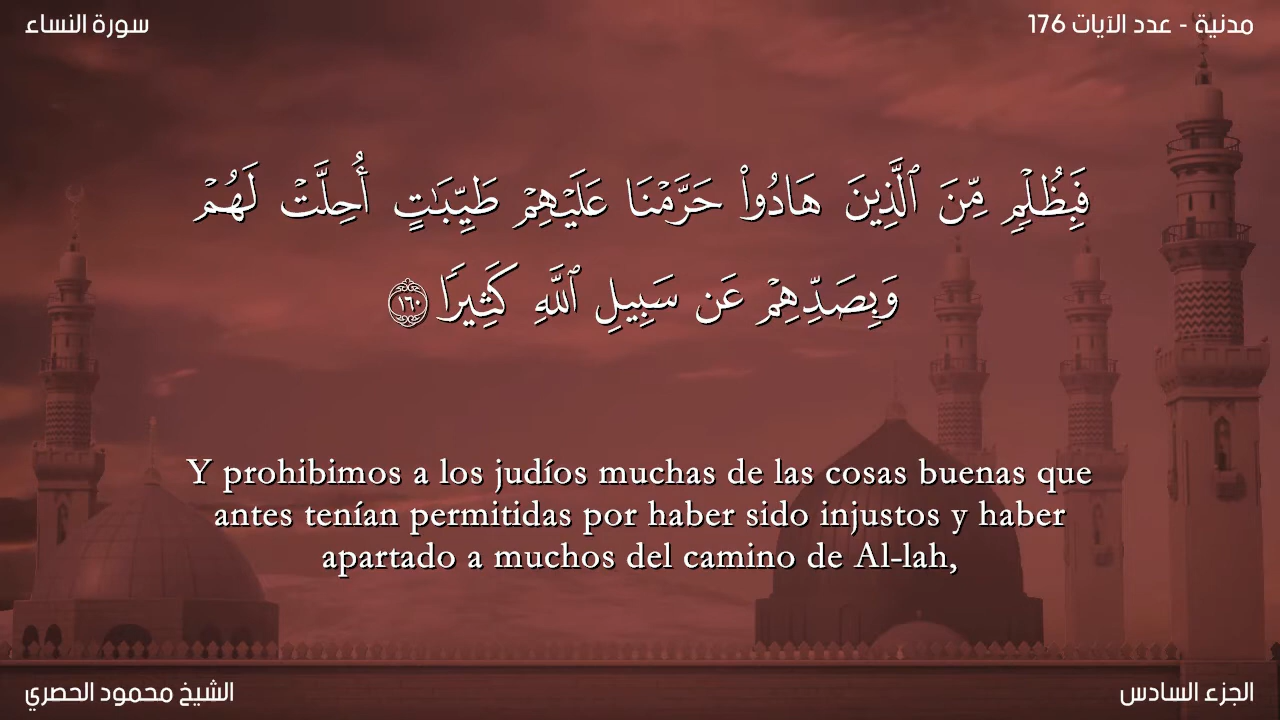 سورة النساء
مدنية - عدد الآيات 176
فَبِظُلْمٍ مِّنَ ٱلَّذِينَ هَادُوا۟ حَرَّمْنَا عَلَيْهِمْ طَيِّبَـٰتٍ أُحِلَّتْ لَهُمْ
وَبِصَدِّهِمْ عَن سَبِيلِ ٱللَّهِ كَثِيرًا ١٦٠
Y prohibimos a los judíos muchas de las cosas buenas que
antes tenían permitidas por haber sido injustos y haber
apartado a muchos del camino de Al-lah,
الشيخ محمود الحصري
الجزء السادس